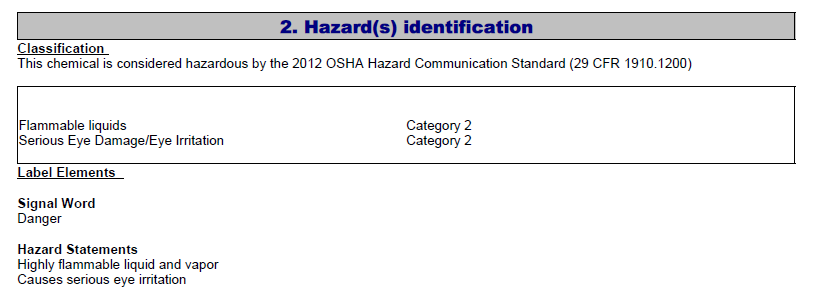 2. Hazard(s) identification
Classification
This chemical is considered hazardous by the 2012 OSHA Hazard Communication Standard (29 CFR 1910.1200)
Flammable liquids Category 2
Serious Eye Damage/Eye Irritation Category 2
Label Elements
Signal Word
Danger
Hazard Statements
Highly flammable liquid and vapor
Causes serious eye irritation